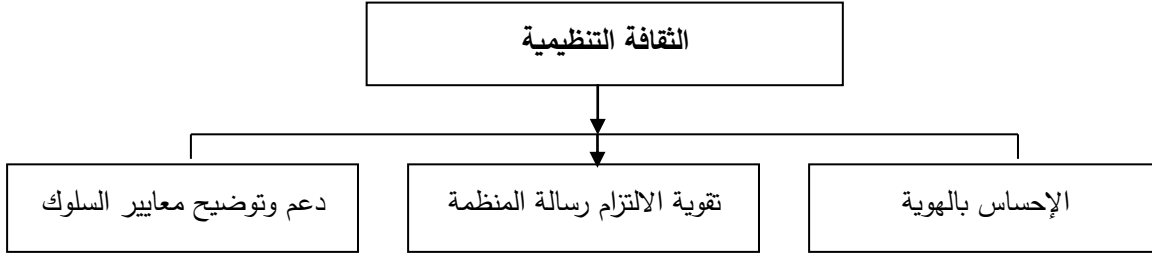 الثقافة التنظيمية
الإحساس بالهوية
تقوية الالتزام رسالة المنظمة
دعم وتوضيح معايير السلوك